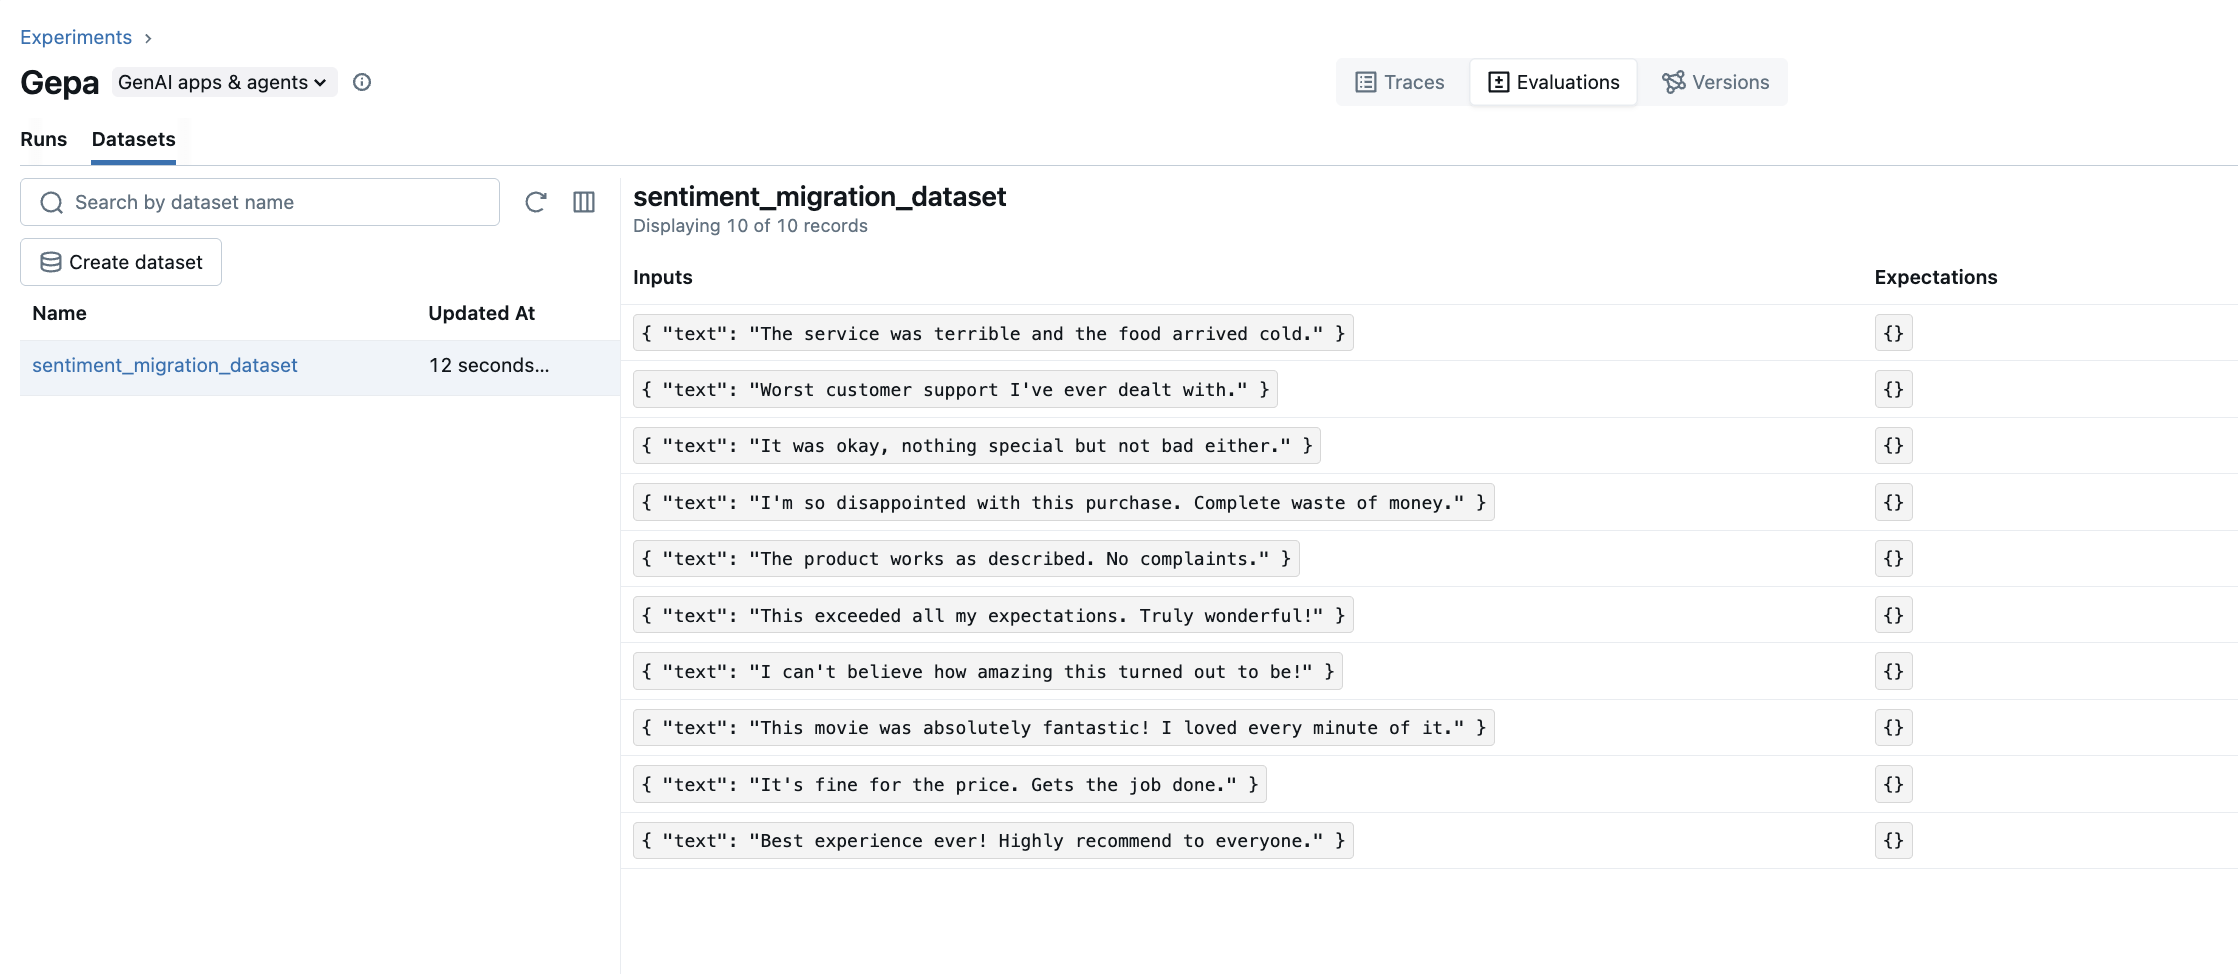 Experiments ›
Gepa GenAI apps & agents
Traces Evaluations Versions
Runs Datasets
Search by dataset name
Create dataset
Name Updated At
sentiment_migration_dataset 12 seconds...
sentiment_migration_dataset
Displaying 10 of 10 records
Inputs Expectations
{ "text": "The service was terrible and the food arrived cold." } {}
{ "text": "Worst customer support I've ever dealt with." } {}
{ "text": "It was okay, nothing special but not bad either." } {}
{ "text": "I'm so disappointed with this purchase. Complete waste of money." } {}
{ "text": "The product works as described. No complaints." } {}
{ "text": "This exceeded all my expectations. Truly wonderful!" } {}
{ "text": "I can't believe how amazing this turned out to be!" } {}
{ "text": "This movie was absolutely fantastic! I loved every minute of it." } {}
{ "text": "It's fine for the price. Gets the job done." } {}
{ "text": "Best experience ever! Highly recommend to everyone." } {}